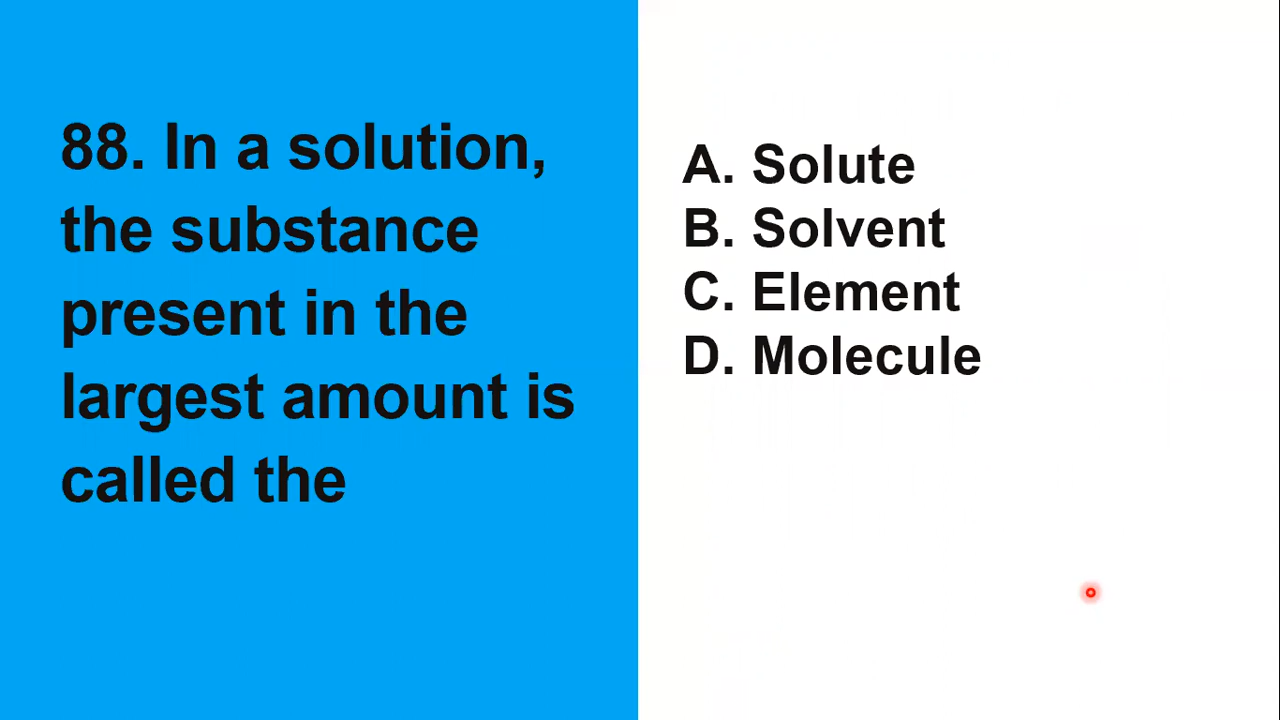 88. In a solution,
the substance
present in the
largest amount is
called the
A. Solute
B. Solvent
C. Element
D. Molecule